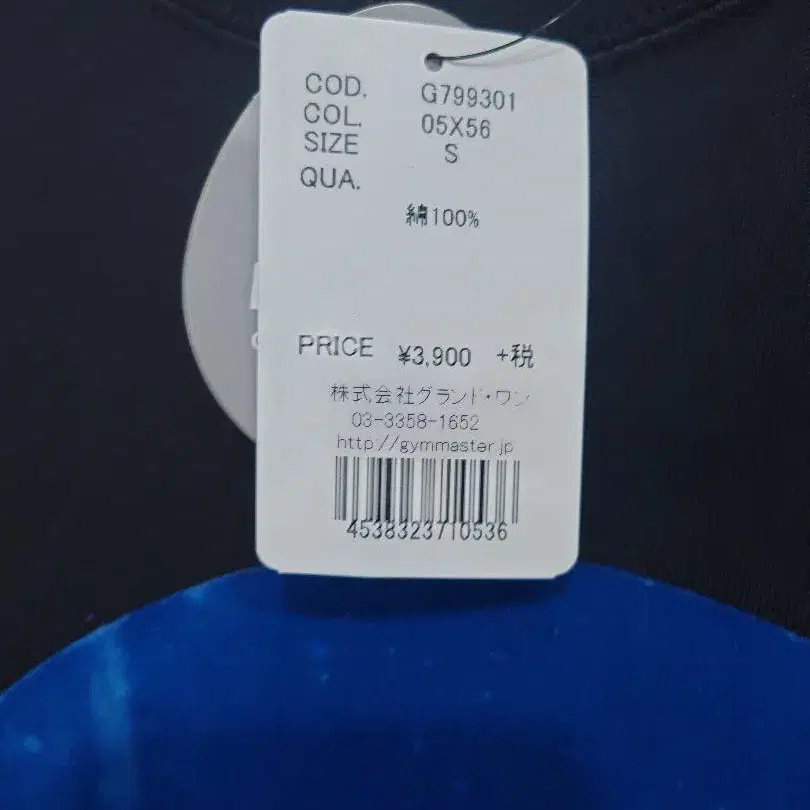 COD. G799301
COL. 05X56
SIZE S
QUA.
綿100%
PRICE ¥3,900 +税
株式会社グランド・ワン
03-3358-1652
http://gymmaster.jp
4538323710536